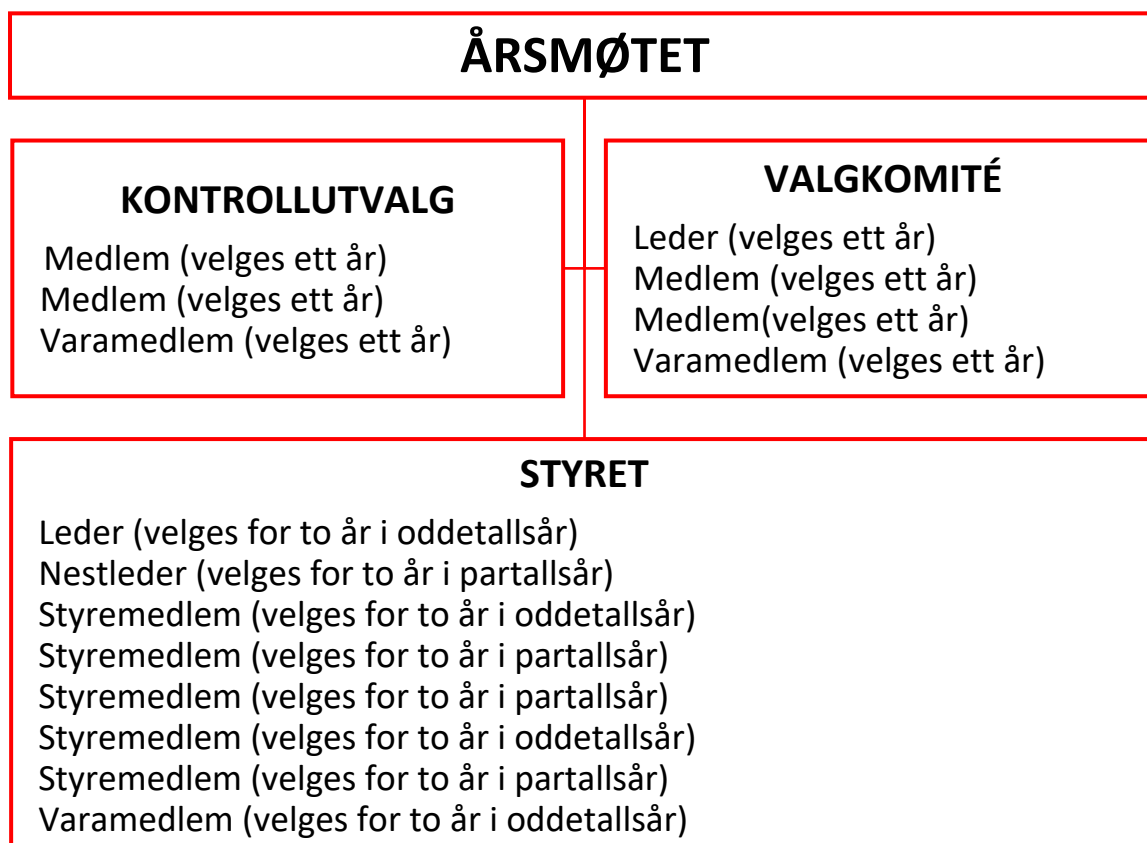 ÅRSMØTET
KONTROLLUTVALG
Medlem (velges ett år)
Medlem (velges ett år)
Varamedlem (velges ett år)
VALGKOMITÉ
Leder (velges ett år)
Medlem (velges ett år)
Medlem(velges ett år)
Varamedlem (velges ett år)
STYRET
Leder (velges for to år i oddetallsår)
Nestleder (velges for to år i partallsår)
Styremedlem (velges for to år i oddetallsår)
Styremedlem (velges for to år i partallsår)
Styremedlem (velges for to år i partallsår)
Styremedlem (velges for to år i oddetallsår)
Styremedlem (velges for to år i partallsår)
Varamedlem (velges for to år i oddetallsår)